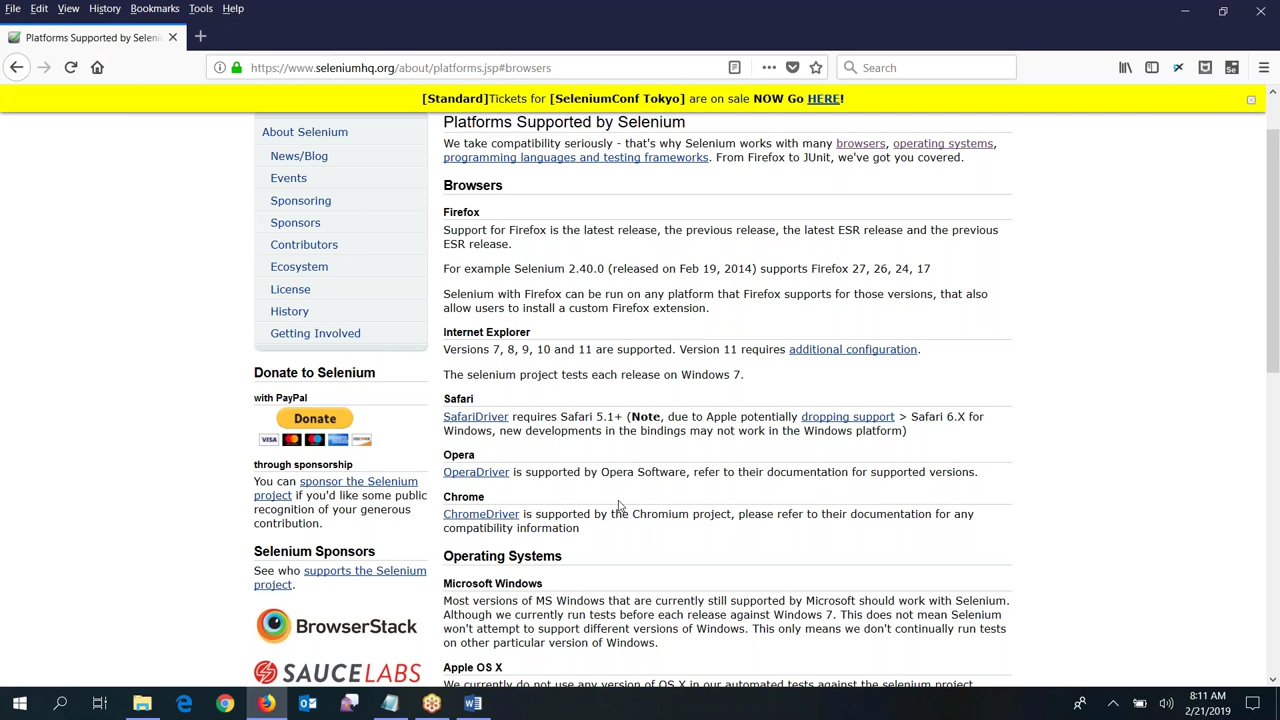 File Edit View History Bookmarks Tools Help
Platforms Supported by Seleni
https://www.seleniumhq.org/about/platforms.jsp#browsers
Search
[Standard]Tickets for [SeleniumConf Tokyo] are on sale NOW Go HERE!
About Selenium
News/Blog
Events
Sponsoring
Sponsors
Contributors
Ecosystem
License
History
Getting Involved
Donate to Selenium
with PayPal
Donate
VISA
through sponsorship
You can sponsor the Selenium
project if you'd like some public
recognition of your generous
contribution.
Selenium Sponsors
See who supports the Selenium
project.
BrowserStack
SAUCELABS
Platforms Supported by Selenium
We take compatibility seriously - that's why Selenium works with many browsers, operating systems,
programming languages and testing frameworks. From Firefox to JUnit, we've got you covered.
Browsers
Firefox
Support for Firefox is the latest release, the previous release, the latest ESR release and the previous
ESR release.
For example Selenium 2.40.0 (released on Feb 19, 2014) supports Firefox 27, 26, 24, 17
Selenium with Firefox can be run on any platform that Firefox supports for those versions, that also
allow users to install a custom Firefox extension.
Internet Explorer
Versions 7, 8, 9, 10 and 11 are supported. Version 11 requires additional configuration.
The selenium project tests each release on Windows 7.
Safari
SafariDriver requires Safari 5.1+ (Note, due to Apple potentially dropping support > Safari 6.X for
Windows, new developments in the bindings may not work in the Windows platform)
Opera
OperaDriver is supported by Opera Software, refer to their documentation for supported versions.
Chrome
ChromeDriver is supported by the Chromium project, please refer to their documentation for any
compatibility information
Operating Systems
Microsoft Windows
Most versions of MS Windows that are currently still supported by Microsoft should work with Selenium.
Although we currently run tests before each release against Windows 7. This does not mean Selenium
won't attempt to support different versions of Windows. This only means we don't continually run tests
on other particular version of Windows.
Apple OS X
We currently do not use any version of OS X in our automated tests against the selenium project
8:11 AM
2/21/2019